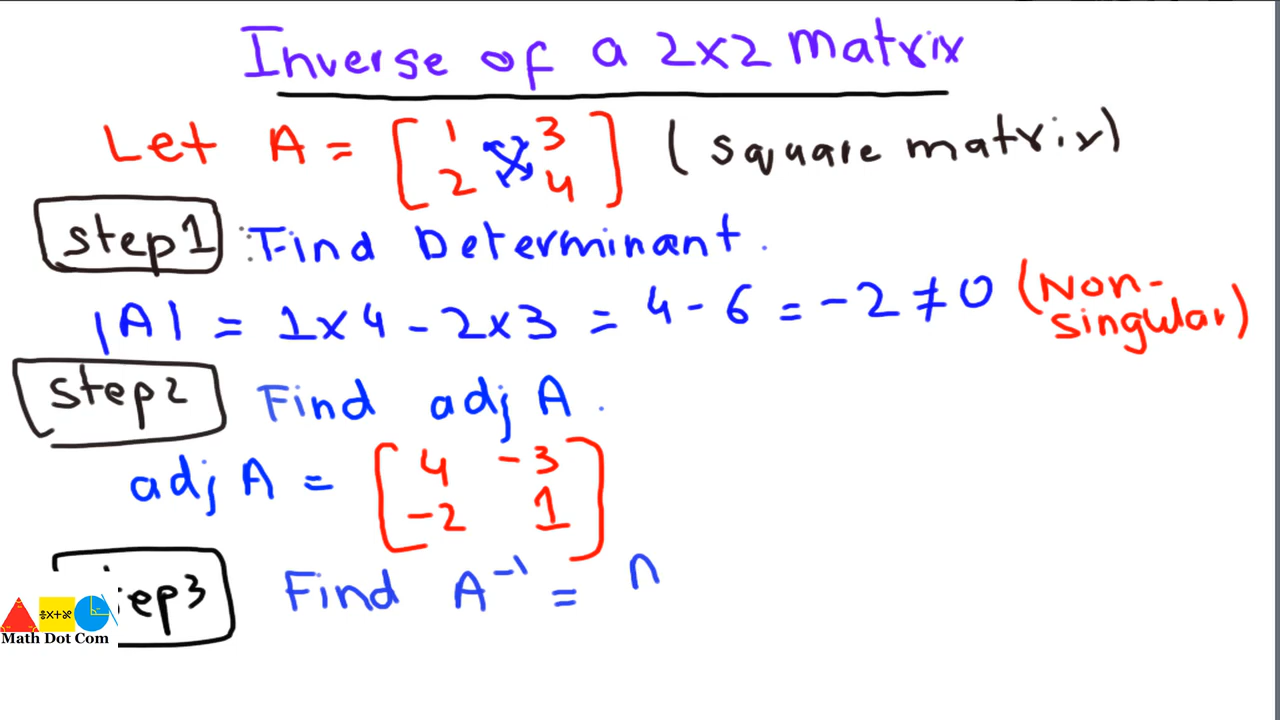 Inverse of a 2x2 matrix
Let A = [ 1 3 ] (square matrix)
2 4
step1 : Find Determinant.
|A| = 1x4 - 2x3 = 4 - 6 = -2 ≠ 0 (Non-
singular)
step2 Find adj A.
adj A = [ 4 -3 ]
-2 1
ep3 Find A⁻¹ =
÷x+
Math Dot Com